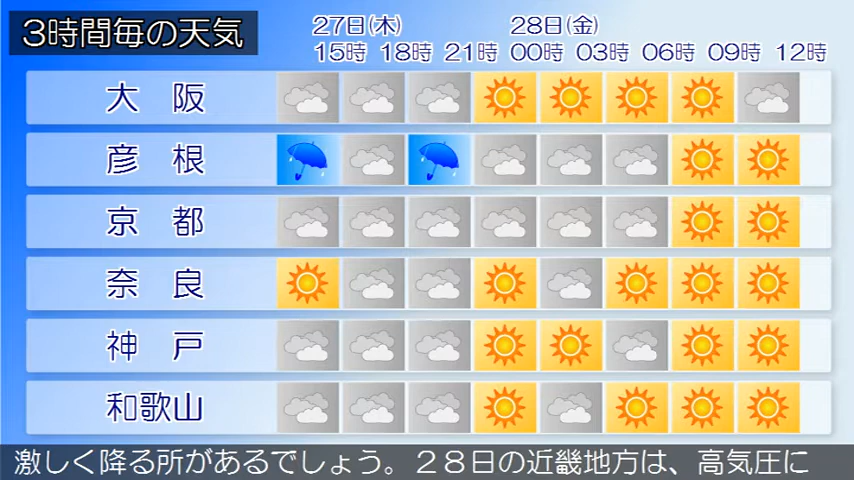 3時間毎の天気
27日(木) 28日(金)
15時 18時 21時 00時 03時 06時 09時 12時
大阪
彦根
京都
奈良
神戸
和歌山
激しく降る所があるでしょう。２８日の近畿地方は、高気圧に